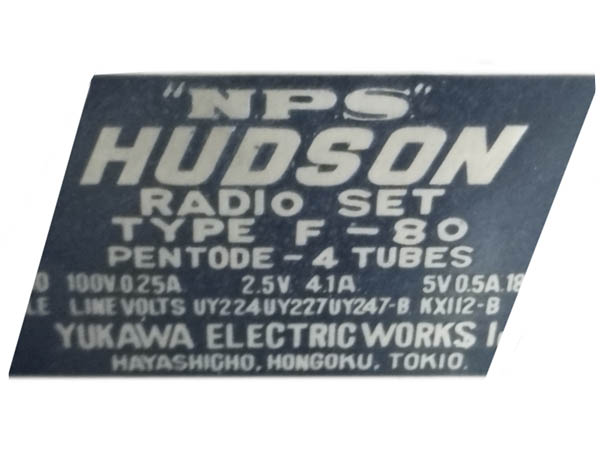 "NPS"
HUDSON
RADIO SET
TYPE F-80
PENTODE-4 TUBES
100V.0.25A. 2.5V 4.1A. 5V 0.5A.
LINE VOLTS UY224 UY227 UY247-B KX112-B
YUKAWA ELECTRIC WORKS
HAYASHICHO, HONGOKU, TOKIO.